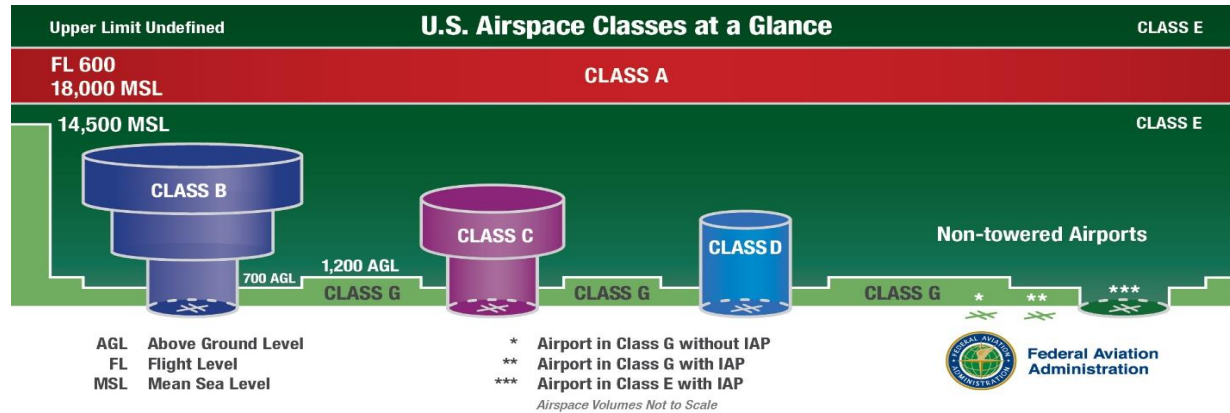 U.S. Airspace Classes at a Glance
Upper Limit Undefined
CLASS E
FL 600
18,000 MSL
CLASS A
14,500 MSL
CLASS E
CLASS B
CLASS C
CLASS D
Non-towered Airports
700 AGL
1,200 AGL
CLASS G
CLASS G
CLASS G
*
**
***
AGL Above Ground Level
FL Flight Level
MSL Mean Sea Level
* Airport in Class G without IAP
** Airport in Class G with IAP
*** Airport in Class E with IAP
Airspace Volumes Not to Scale
FEDERAL AVIATION
ADMINISTRATION
Federal Aviation
Administration